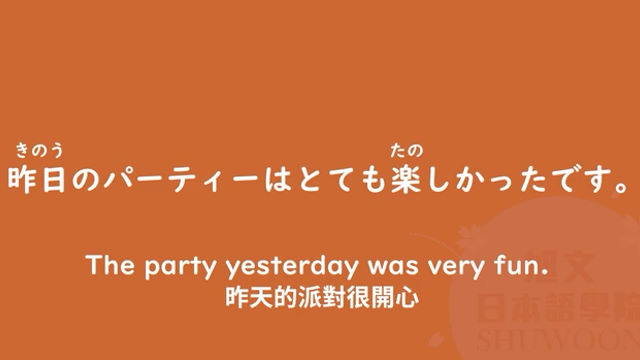 きのう たの
昨日のパーティーはとても楽しかったです。
The party yesterday was very fun.
昨天的派對很開心
旭文
日本語學院
SHUWOON